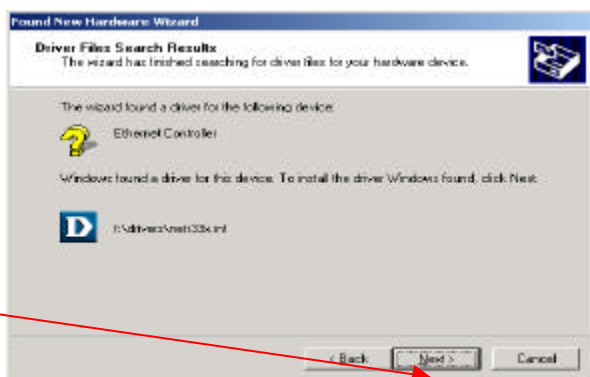 Found New Hardware Wizard
Driver Files Search Results
The wizard has finished searching for driver files for your hardware device.
The wizard found a driver for the following device:
Ethernet Controller
Windows found a driver for this device. To install the driver Windows found, click Next.
< Back Next > Cancel